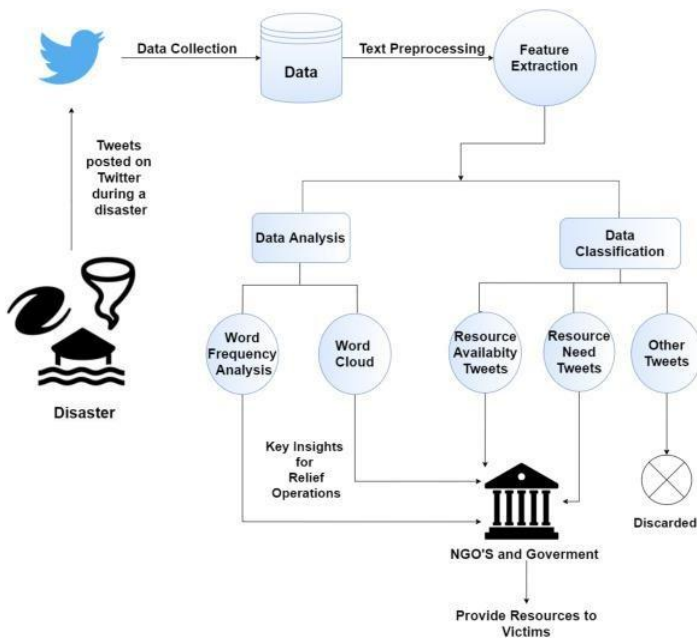 Data Collection
Data
Text Preprocessing
Feature
Extraction
Tweets
posted on
Twitter
during a
disaster
Disaster
Data Analysis
Data
Classification
Word
Frequency
Analysis
Word
Cloud
Resource
Availabity
Tweets
Resource
Need
Tweets
Other
Tweets
Key Insights
for
Relief
Operations
Discarded
NGO'S and Goverment
Provide Resources to
Victims